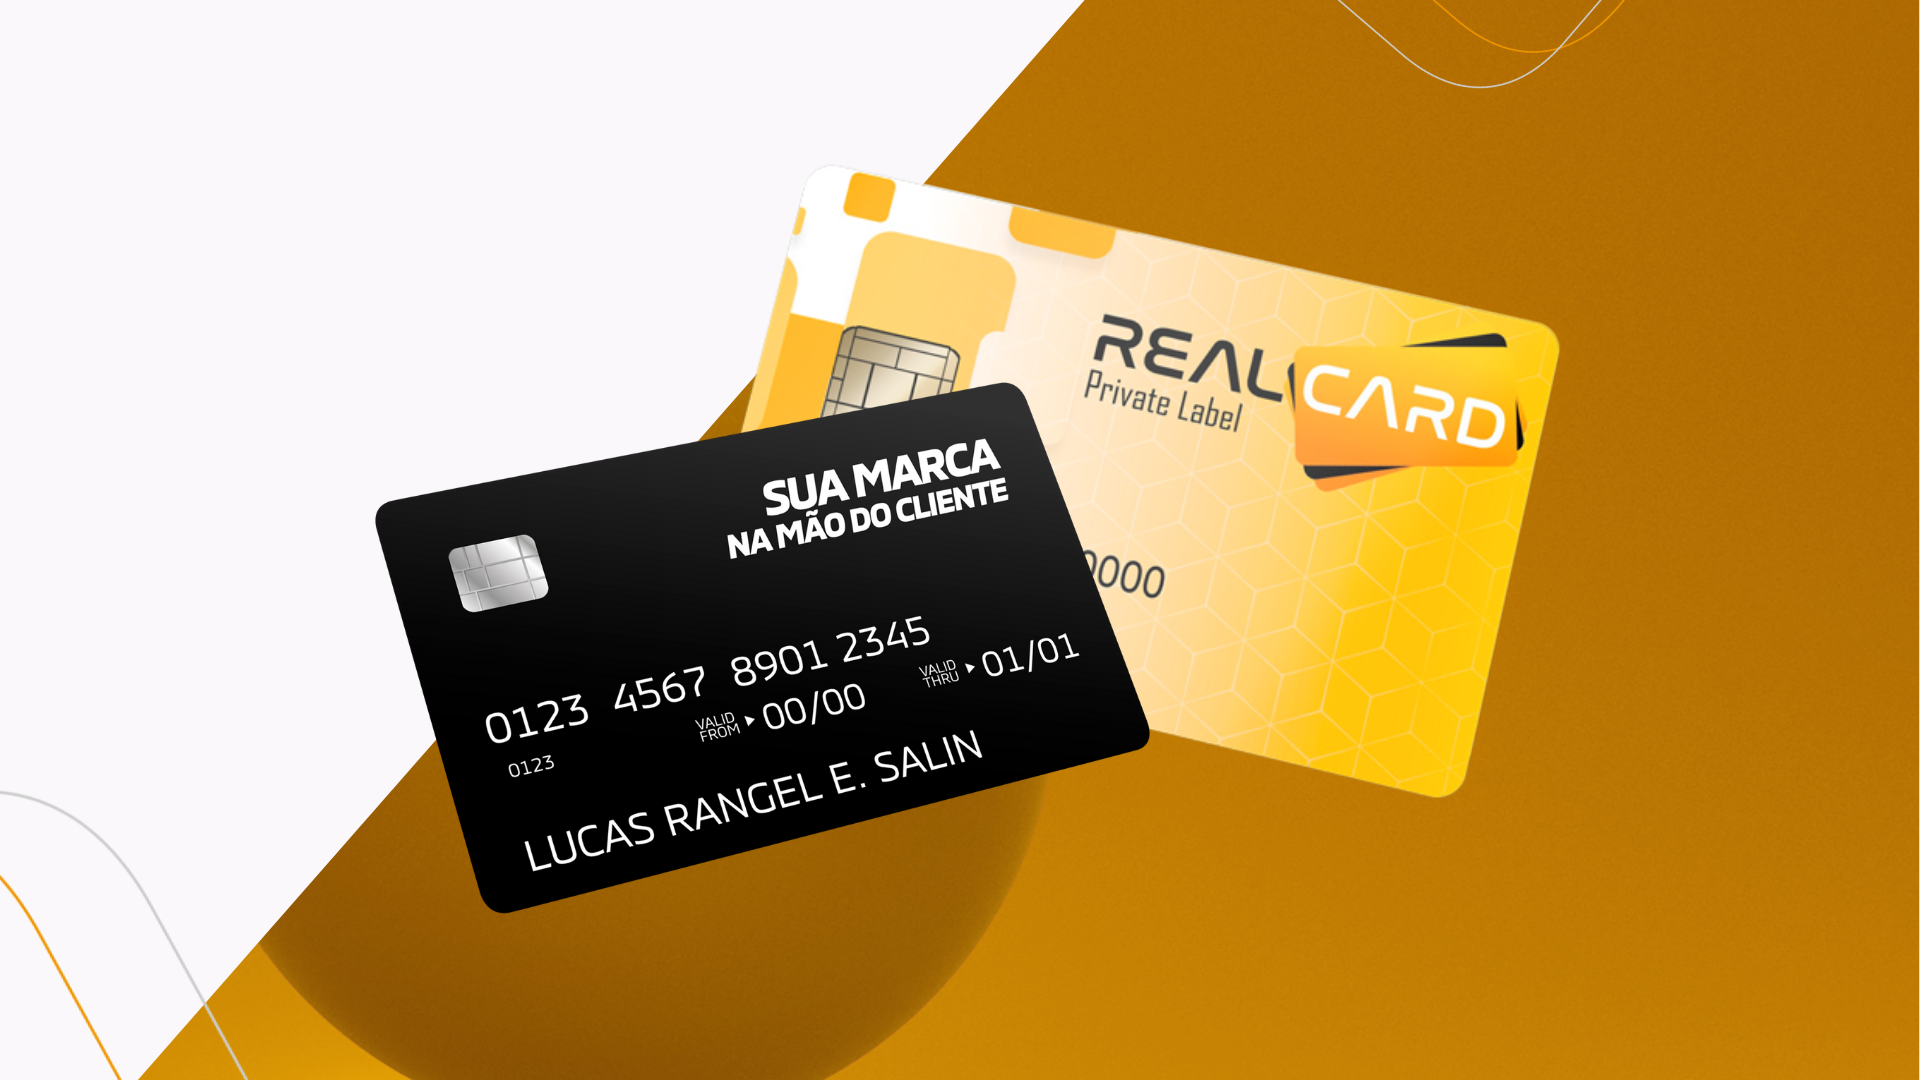 REAL CARD
Private Label
0000
SUA MARCA
NA MÃO DO CLIENTE
0123 4567 8901 2345
VALID THRU 01/01
VALID FROM 00/00
0123
LUCAS RANGEL E. SALIN